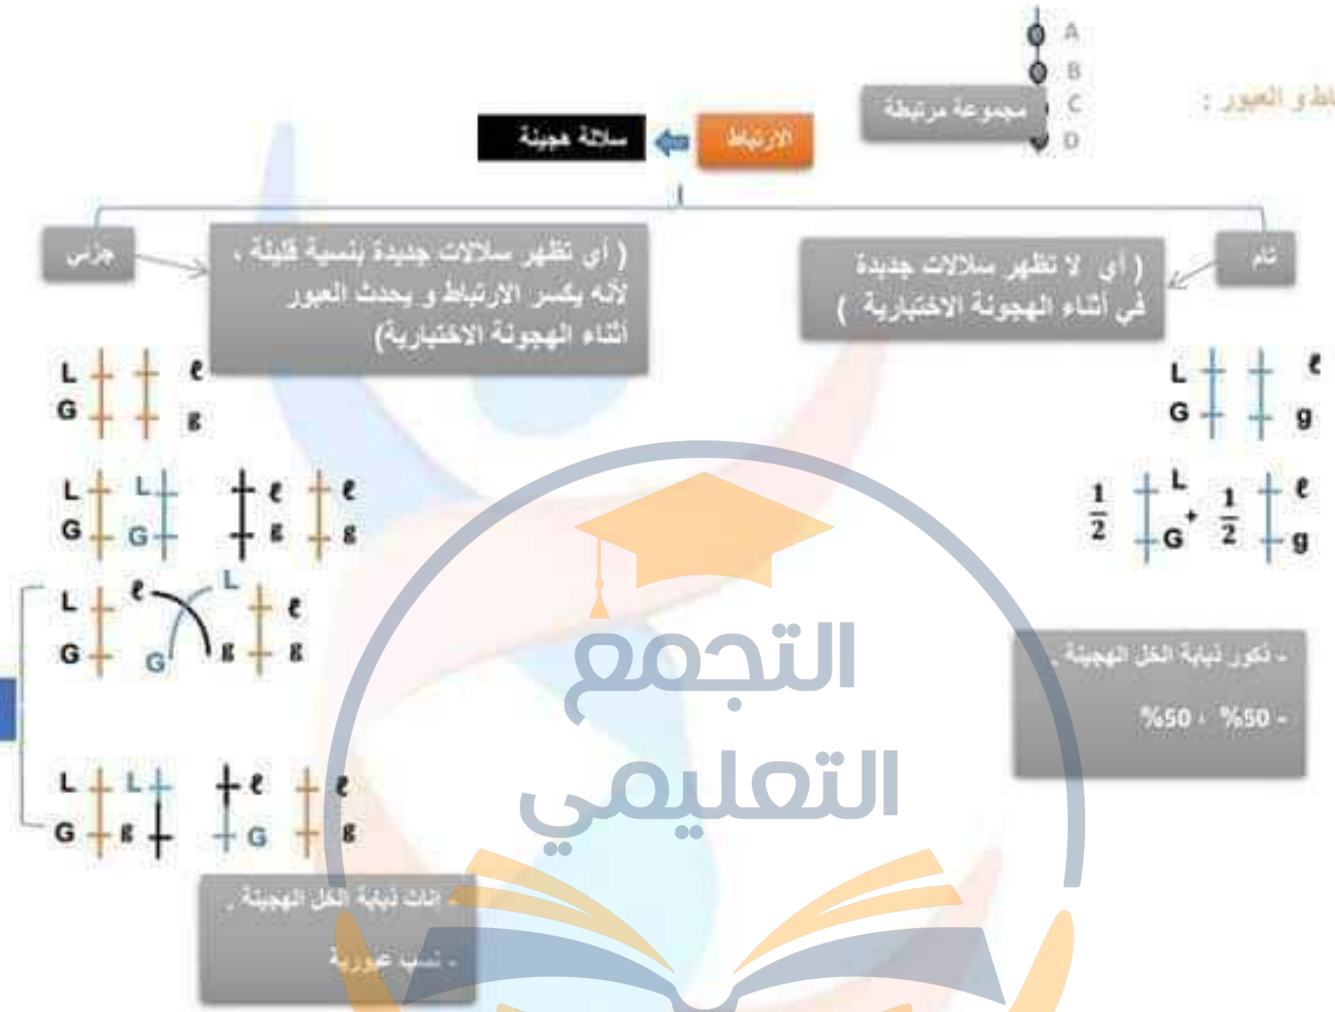 A
B
C
D
مجموعة مرتبطة
و العبور :
الارتباط
سلالة هجينة
تام
( أي لا تظهر سلالات جديدة
في أثناء الهجونة الاختبارية )
جزئي
( أي تظهر سلالات جديدة بنسبة قليلة ،
لأنه يكسر الارتباط و يحدث العبور
أثناء الهجونة الاختبارية)
L ℓ
G g
1/2 L + 1/2 ℓ
G g
- ذكور ذبابة الخل الهجينة .
- 50% ، 50%
L ℓ
G g
L L ℓ ℓ
G G g g
L ℓ L ℓ
G G g g
L L ℓ ℓ
G g G g
- إناث ذبابة الخل الهجينة .
- نسب عبورية
التجمع
التعليمي